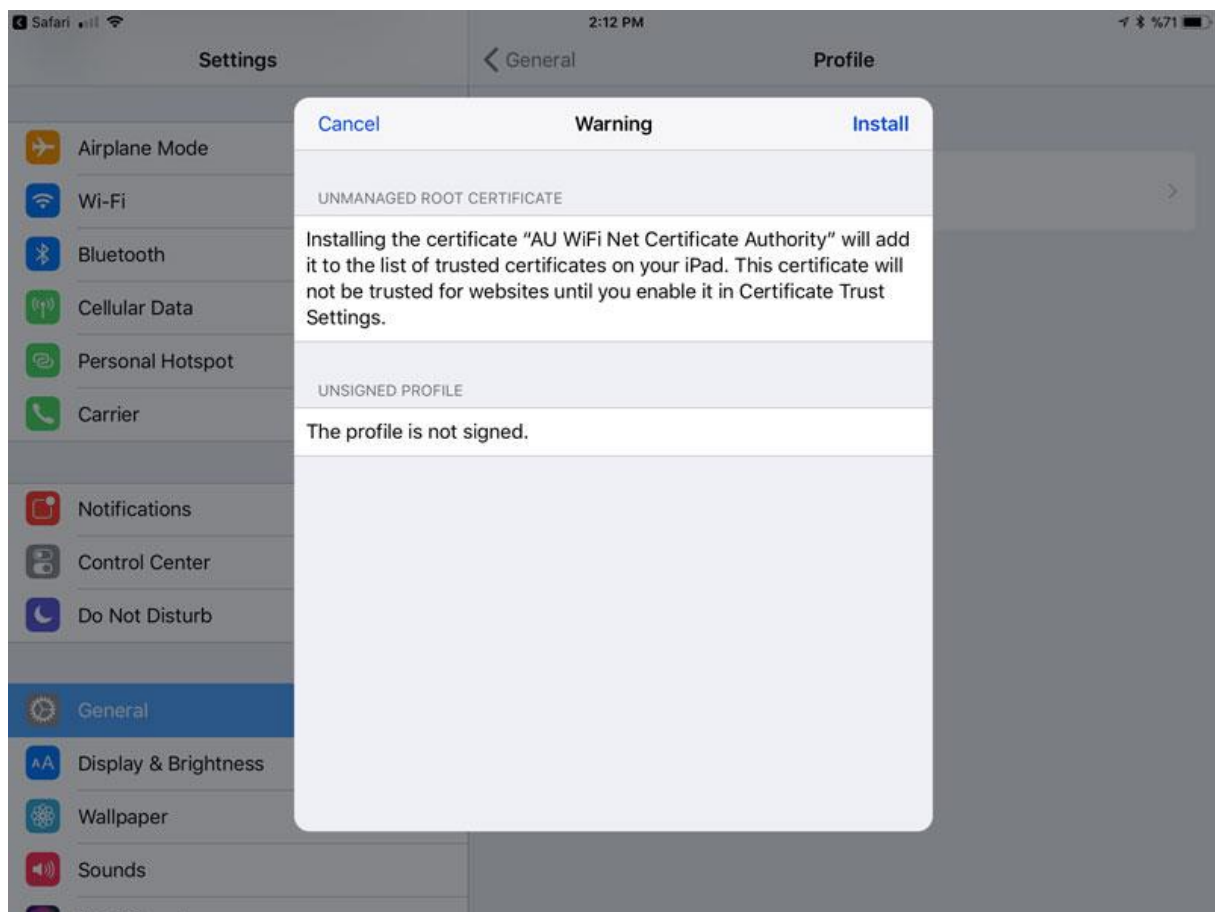 Safari
2:12 PM
%71
Settings
General
Profile
Cancel
Warning
Install
Airplane Mode
Wi-Fi
Bluetooth
Cellular Data
Personal Hotspot
Carrier
Notifications
Control Center
Do Not Disturb
General
AA
Display & Brightness
Wallpaper
Sounds
UNMANAGED ROOT CERTIFICATE
Installing the certificate “AU WiFi Net Certificate Authority” will add
it to the list of trusted certificates on your iPad. This certificate will
not be trusted for websites until you enable it in Certificate Trust
Settings.
UNSIGNED PROFILE
The profile is not signed.